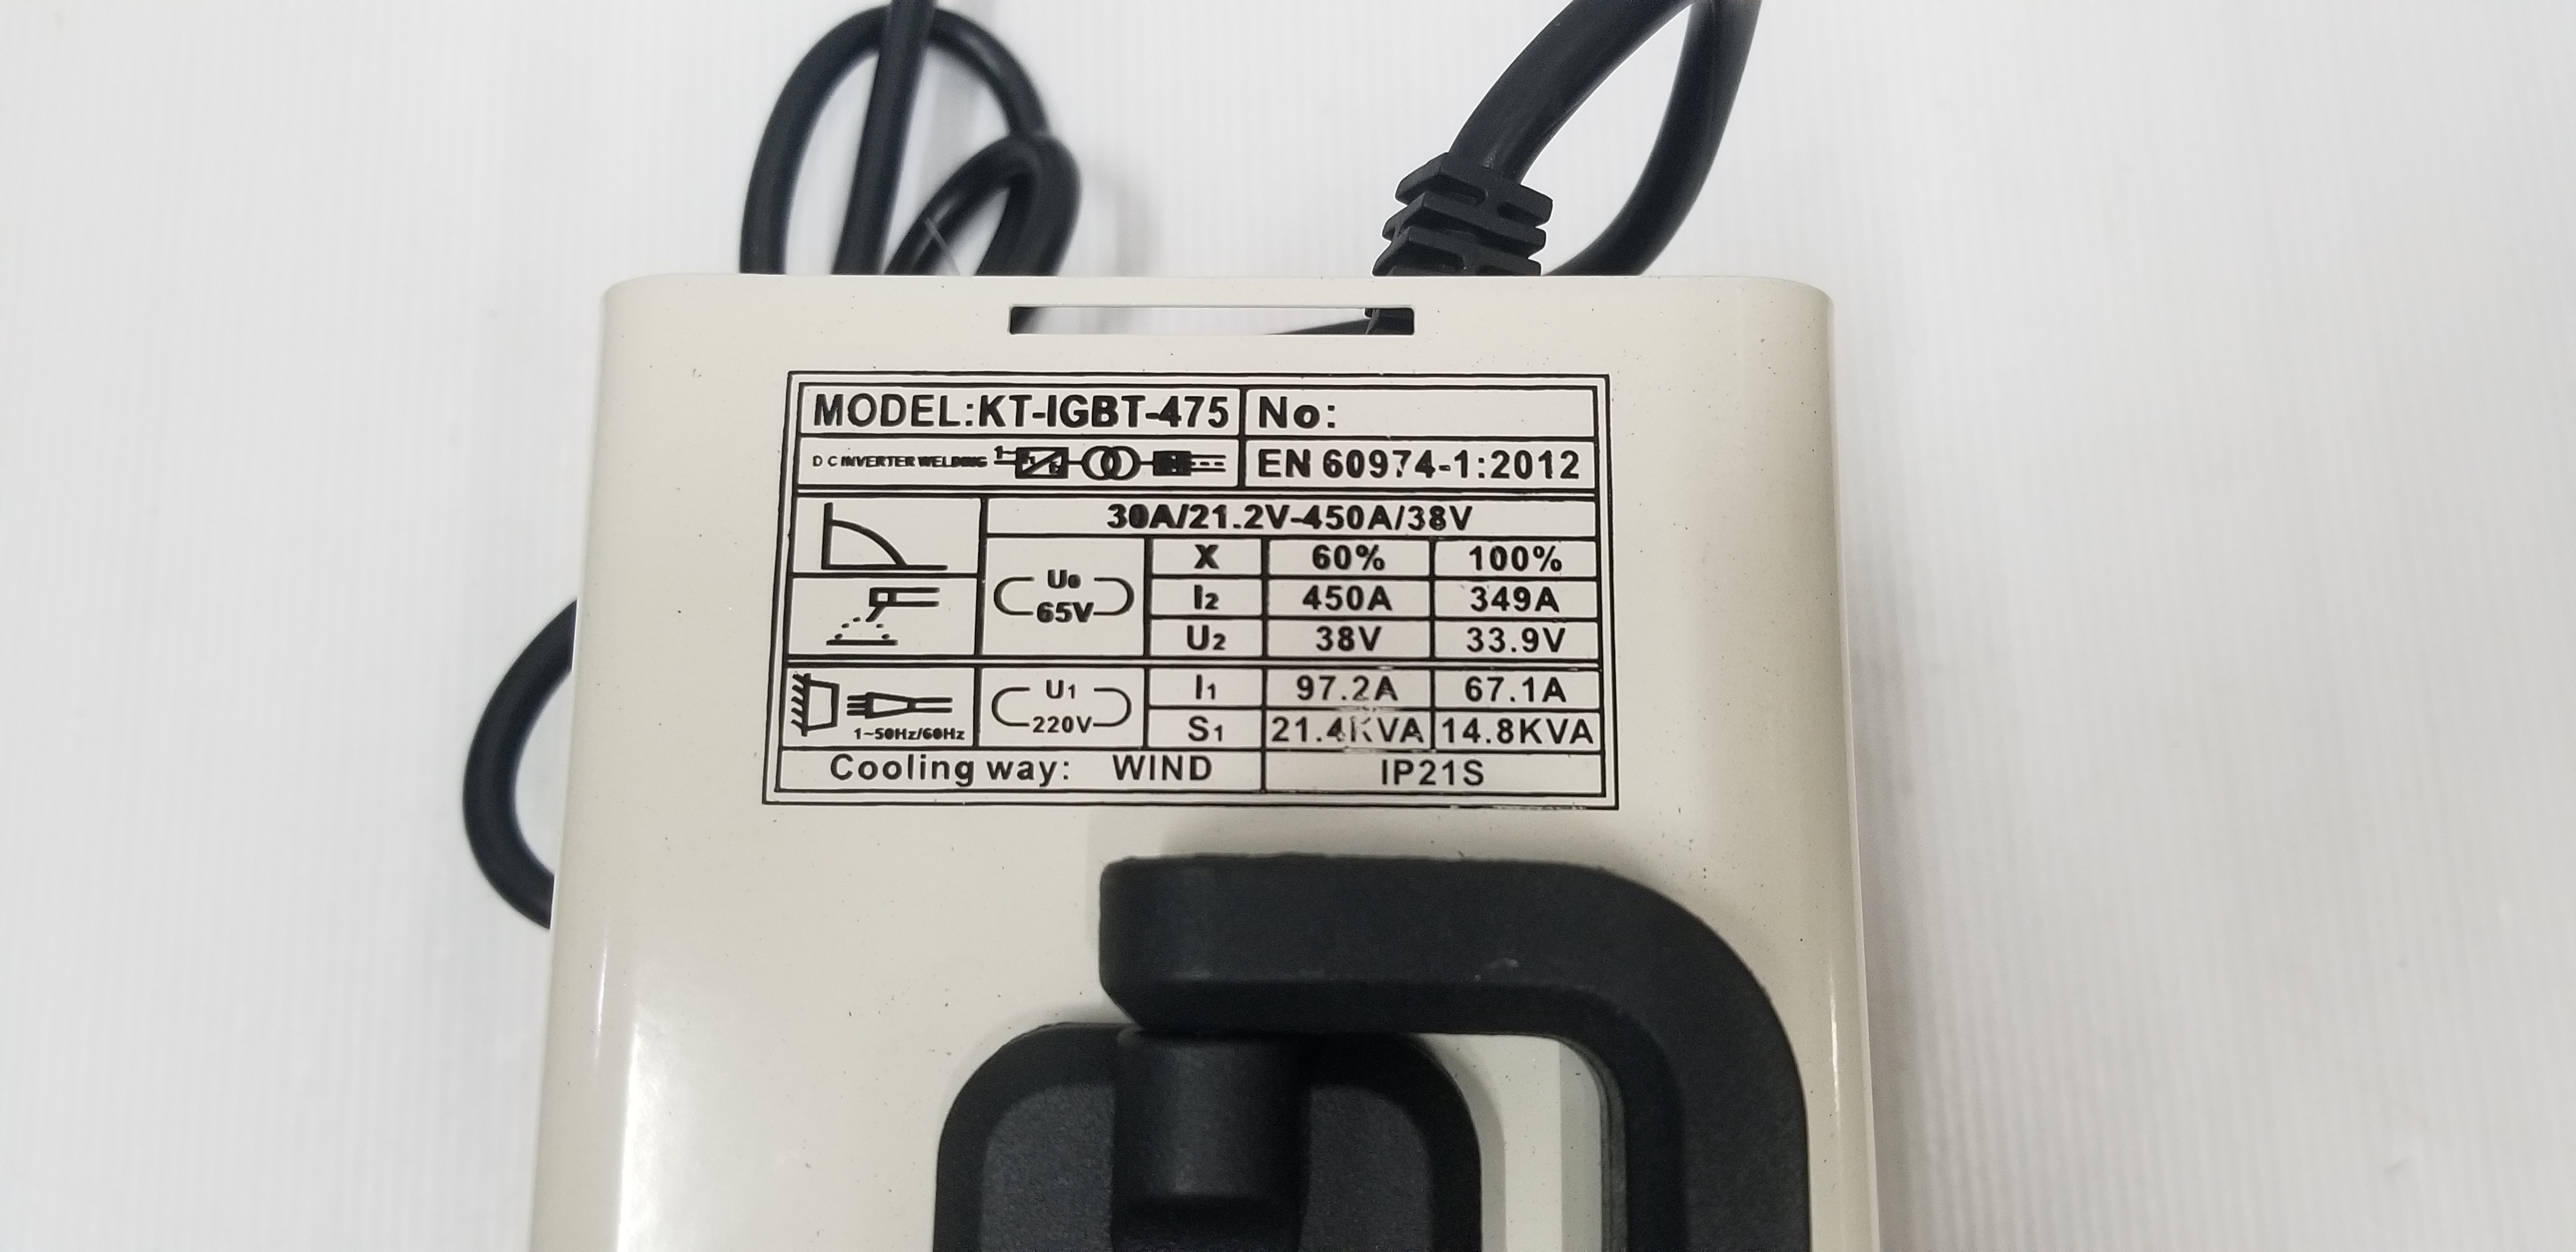 MODEL:KT-IGBT-475 No:
DC INVERTER WELDING EN 60974-1:2012
30A/21.2V-450A/38V
X 60% 100%
U0
65V
I2 450A 349A
U2 38V 33.9V
U1
220V
I1 97.2A 67.1A
1~50Hz/60Hz
S1 21.4KVA 14.8KVA
Cooling way: WIND IP21S